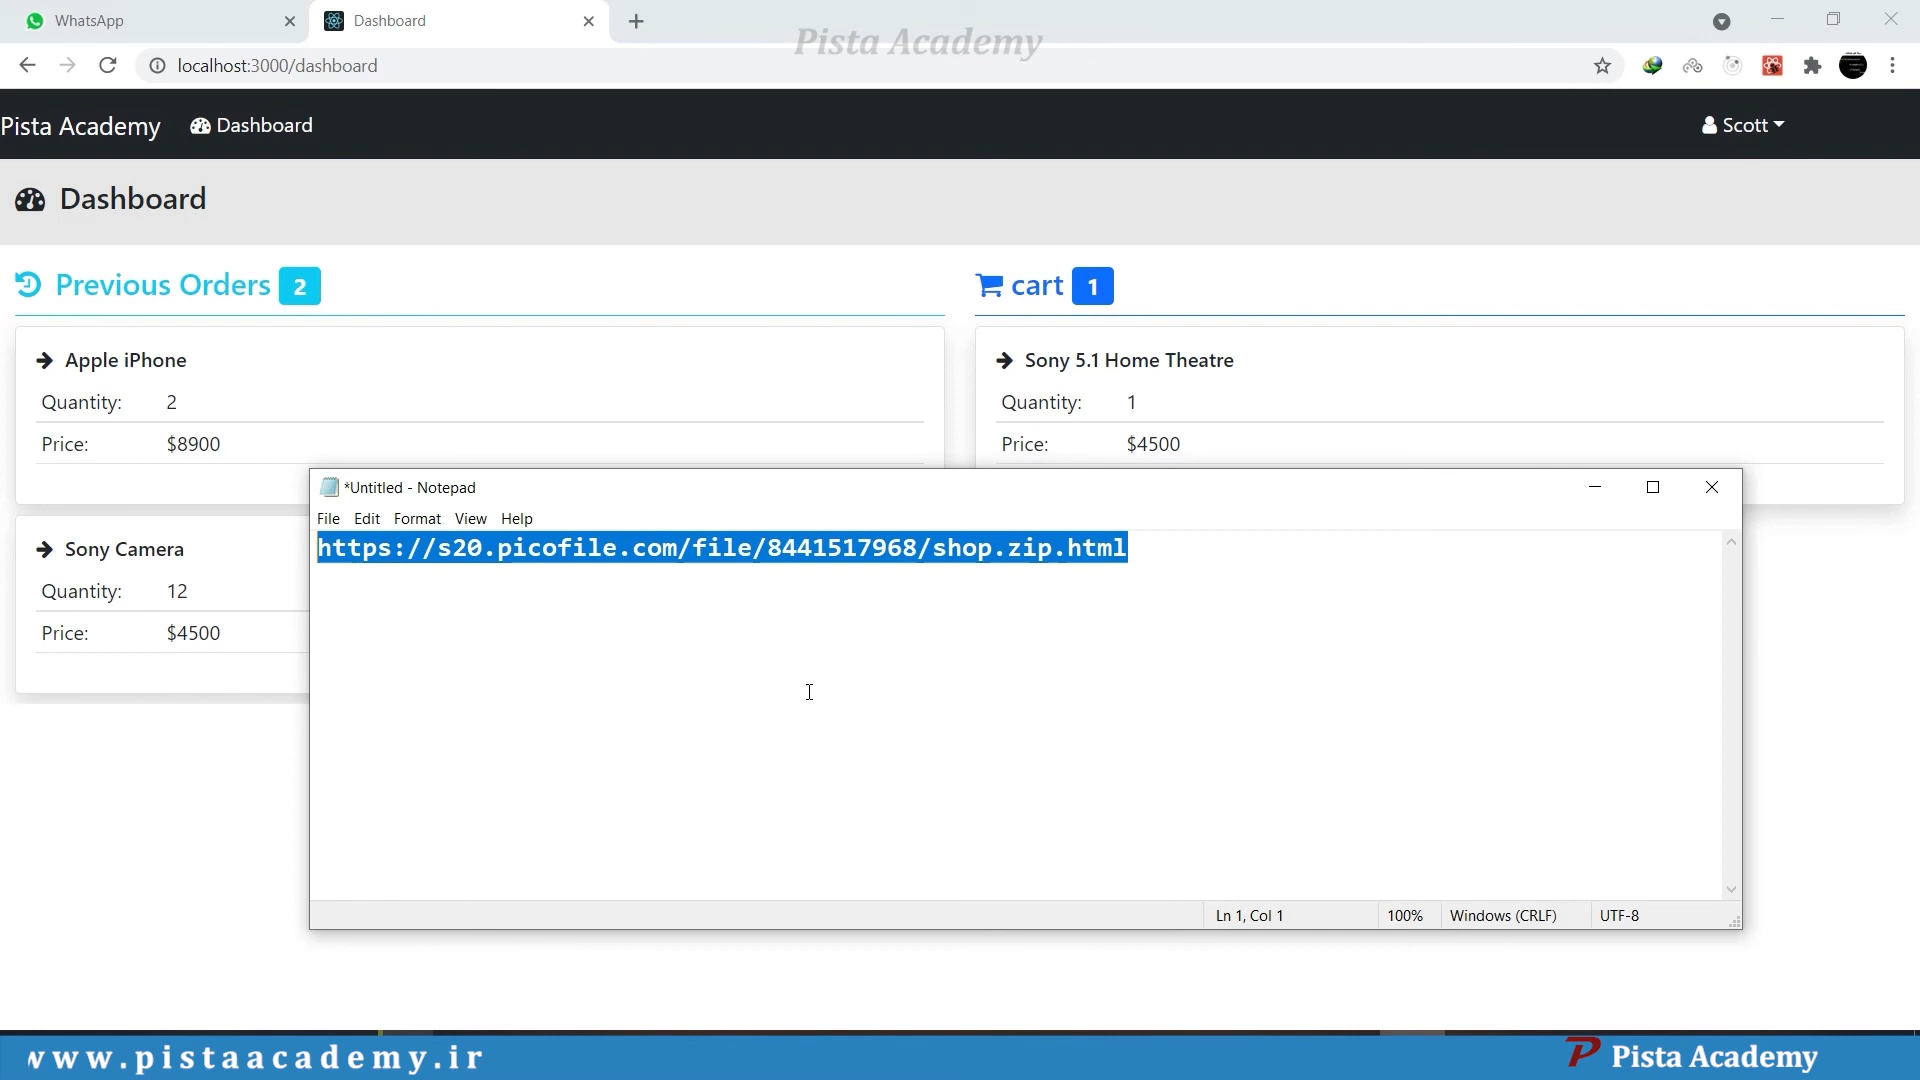 WhatsApp
Dashboard
Pista Academy
localhost:3000/dashboard
Pista Academy
Dashboard
Scott
Dashboard
Previous Orders 2
cart 1
Apple iPhone
Quantity: 2
Price: $8900
Sony 5.1 Home Theatre
Quantity: 1
Price: $4500
Sony Camera
Quantity: 12
Price: $4500
*Untitled - Notepad
File Edit Format View Help
https://s20.picofile.com/file/8441517968/shop.zip.html
Ln 1, Col 1
100%
Windows (CRLF)
UTF-8
www.pistaacademy.ir
Pista Academy